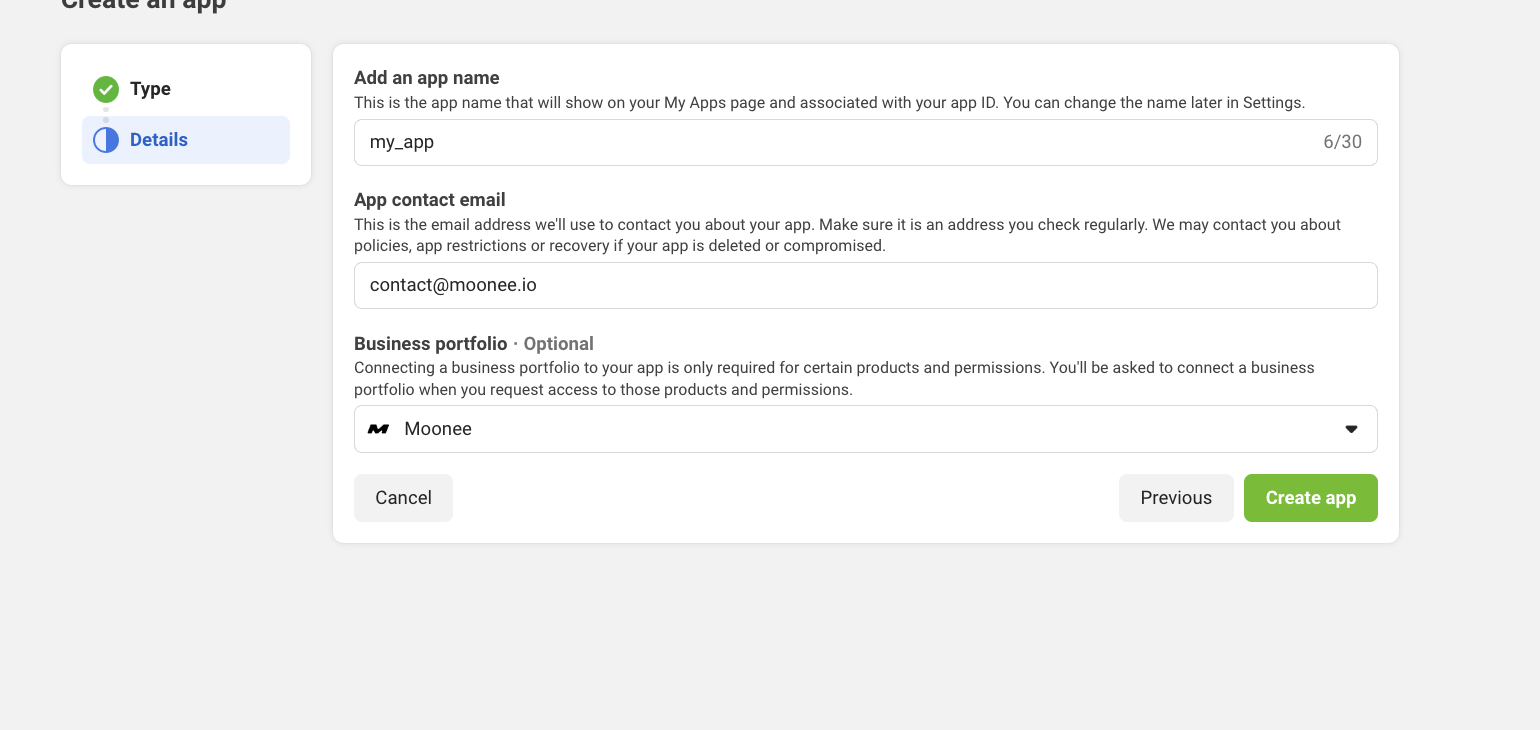 Create an app
Type
Details
Add an app name
This is the app name that will show on your My Apps page and associated with your app ID. You can change the name later in Settings.
my_app
6/30
App contact email
This is the email address we'll use to contact you about your app. Make sure it is an address you check regularly. We may contact you about
policies, app restrictions or recovery if your app is deleted or compromised.
contact@moonee.io
Business portfolio · Optional
Connecting a business portfolio to your app is only required for certain products and permissions. You'll be asked to connect a business
portfolio when you request access to those products and permissions.
Moonee
Cancel
Previous
Create app